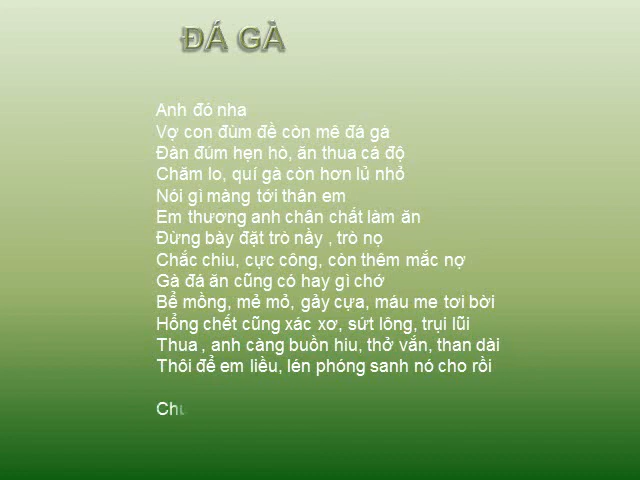 ĐÁ GÀ
Anh đó nha
Vợ con đùm đề còn mê đá gà
Đàn đúm hẹn hò, ăn thua cá độ
Chăm lo, quí gà còn hơn lủ nhỏ
Nói gì màng tới thân em
Em thương anh chân chất làm ăn
Đừng bày đặt trò nầy , trò nọ
Chắc chiu, cực công, còn thêm mắc nợ
Gà đá ăn cũng có hay gì chớ
Bể mồng, mẻ mỏ, gảy cựa, máu me tơi bời
Hổng chết cũng xác xơ, sứt lông, trụi lũi
Thua , anh càng buồn hiu, thở vắn, than dài
Thôi để em liều, lén phóng sanh nó cho rồi
Chu